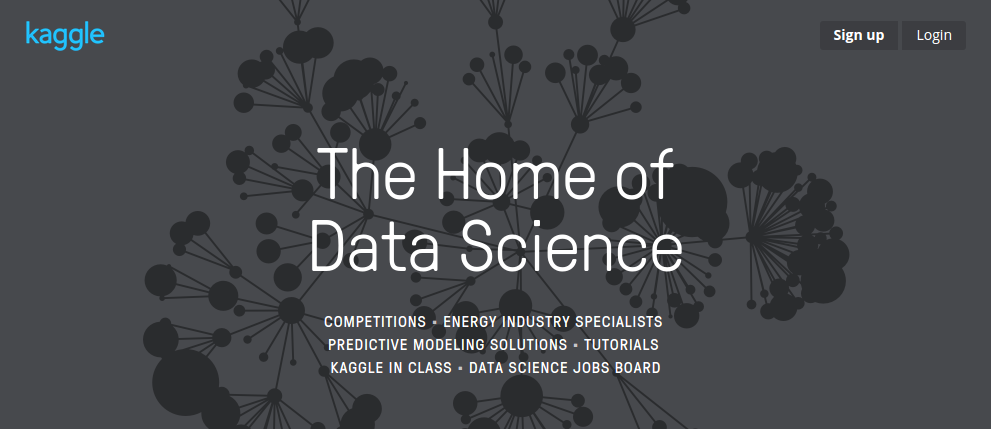 kaggle
Sign up
Login
The Home of
Data Science
COMPETITIONS • ENERGY INDUSTRY SPECIALISTS
PREDICTIVE MODELING SOLUTIONS • TUTORIALS
KAGGLE IN CLASS • DATA SCIENCE JOBS BOARD